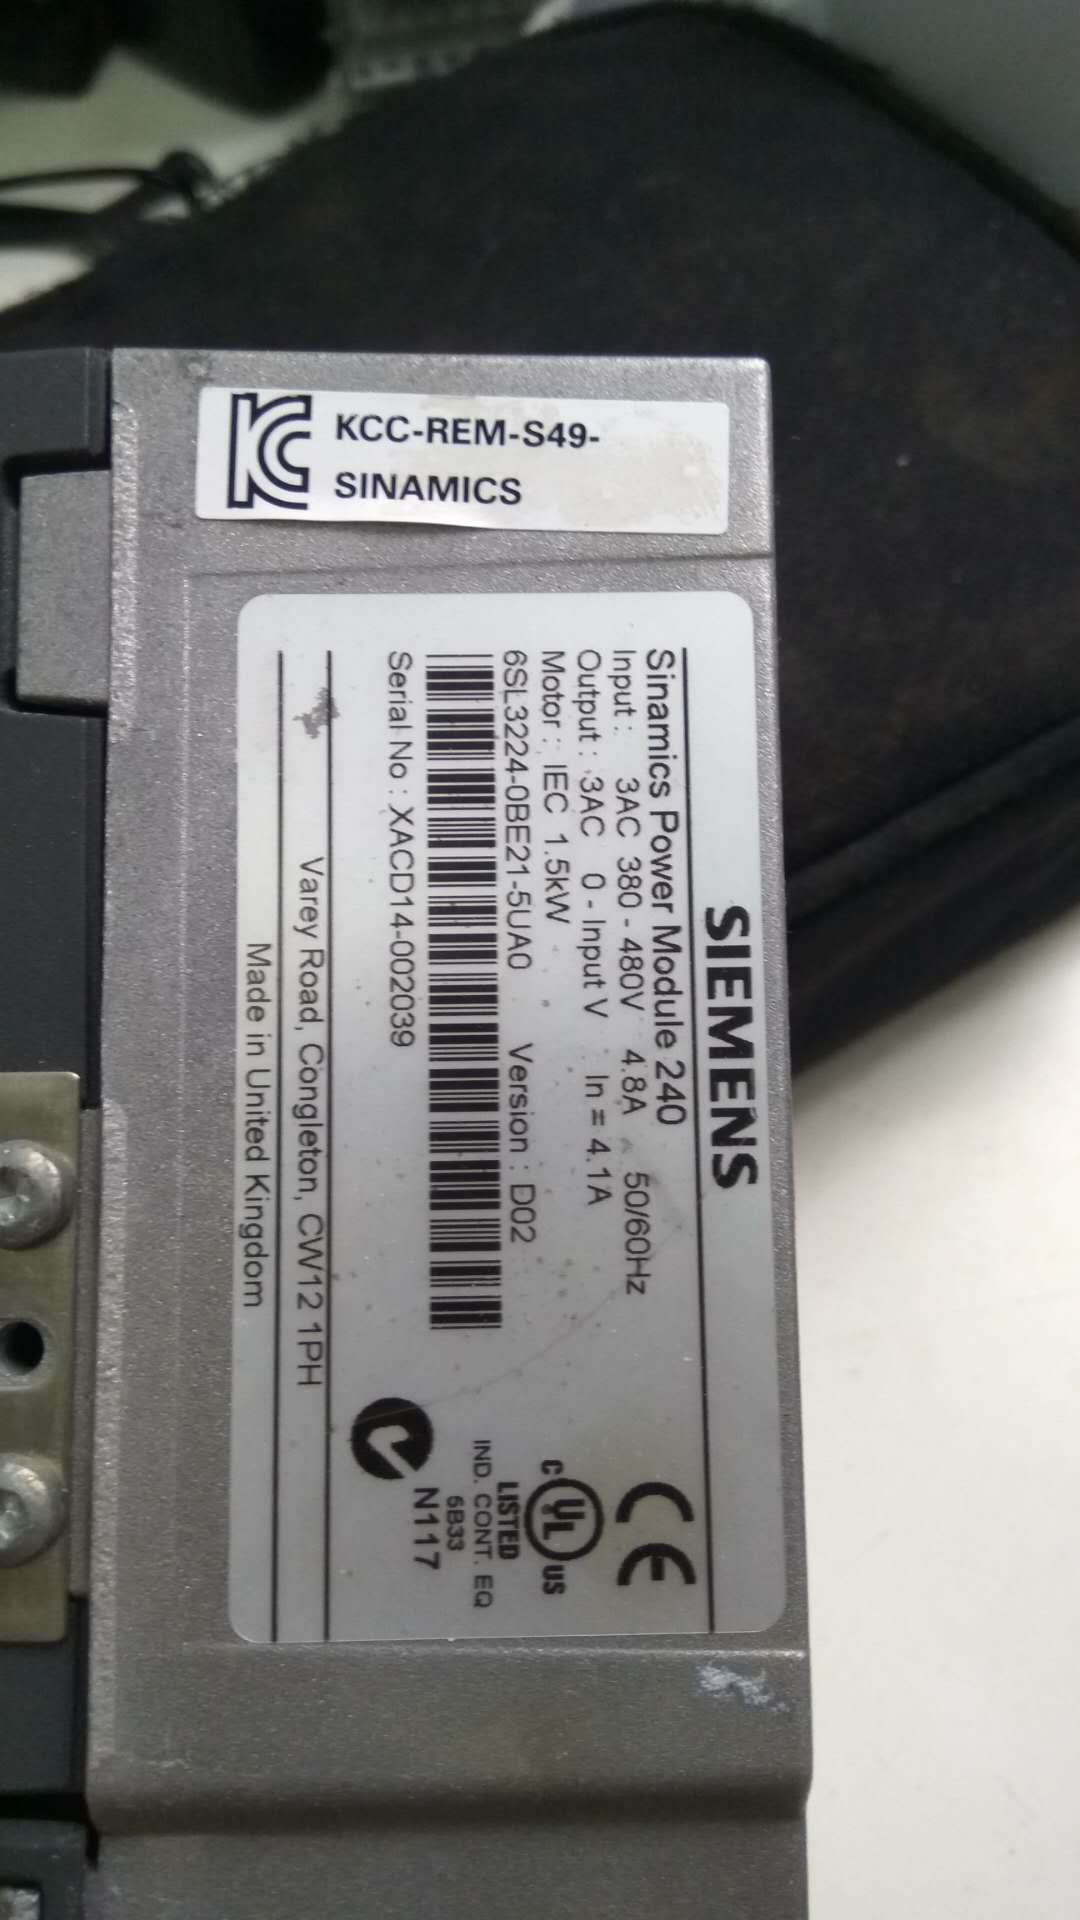 KCC-REM-S49-
SINAMICS
SIEMENS
Sinamics Power Module 240
Input : 3AC 380 - 480V 4.8A 50/60Hz
Output : 3AC 0 - Input V In = 4.1A
Motor : IEC 1.5kW
6SL3224-0BE21-5UA0 Version : D02
Serial No : XACD14-002039
Varey Road, Congleton, CW12 1PH
Made in United Kingdom
CE
C UL US
LISTED
IND. CONT. EQ
5B33
N117